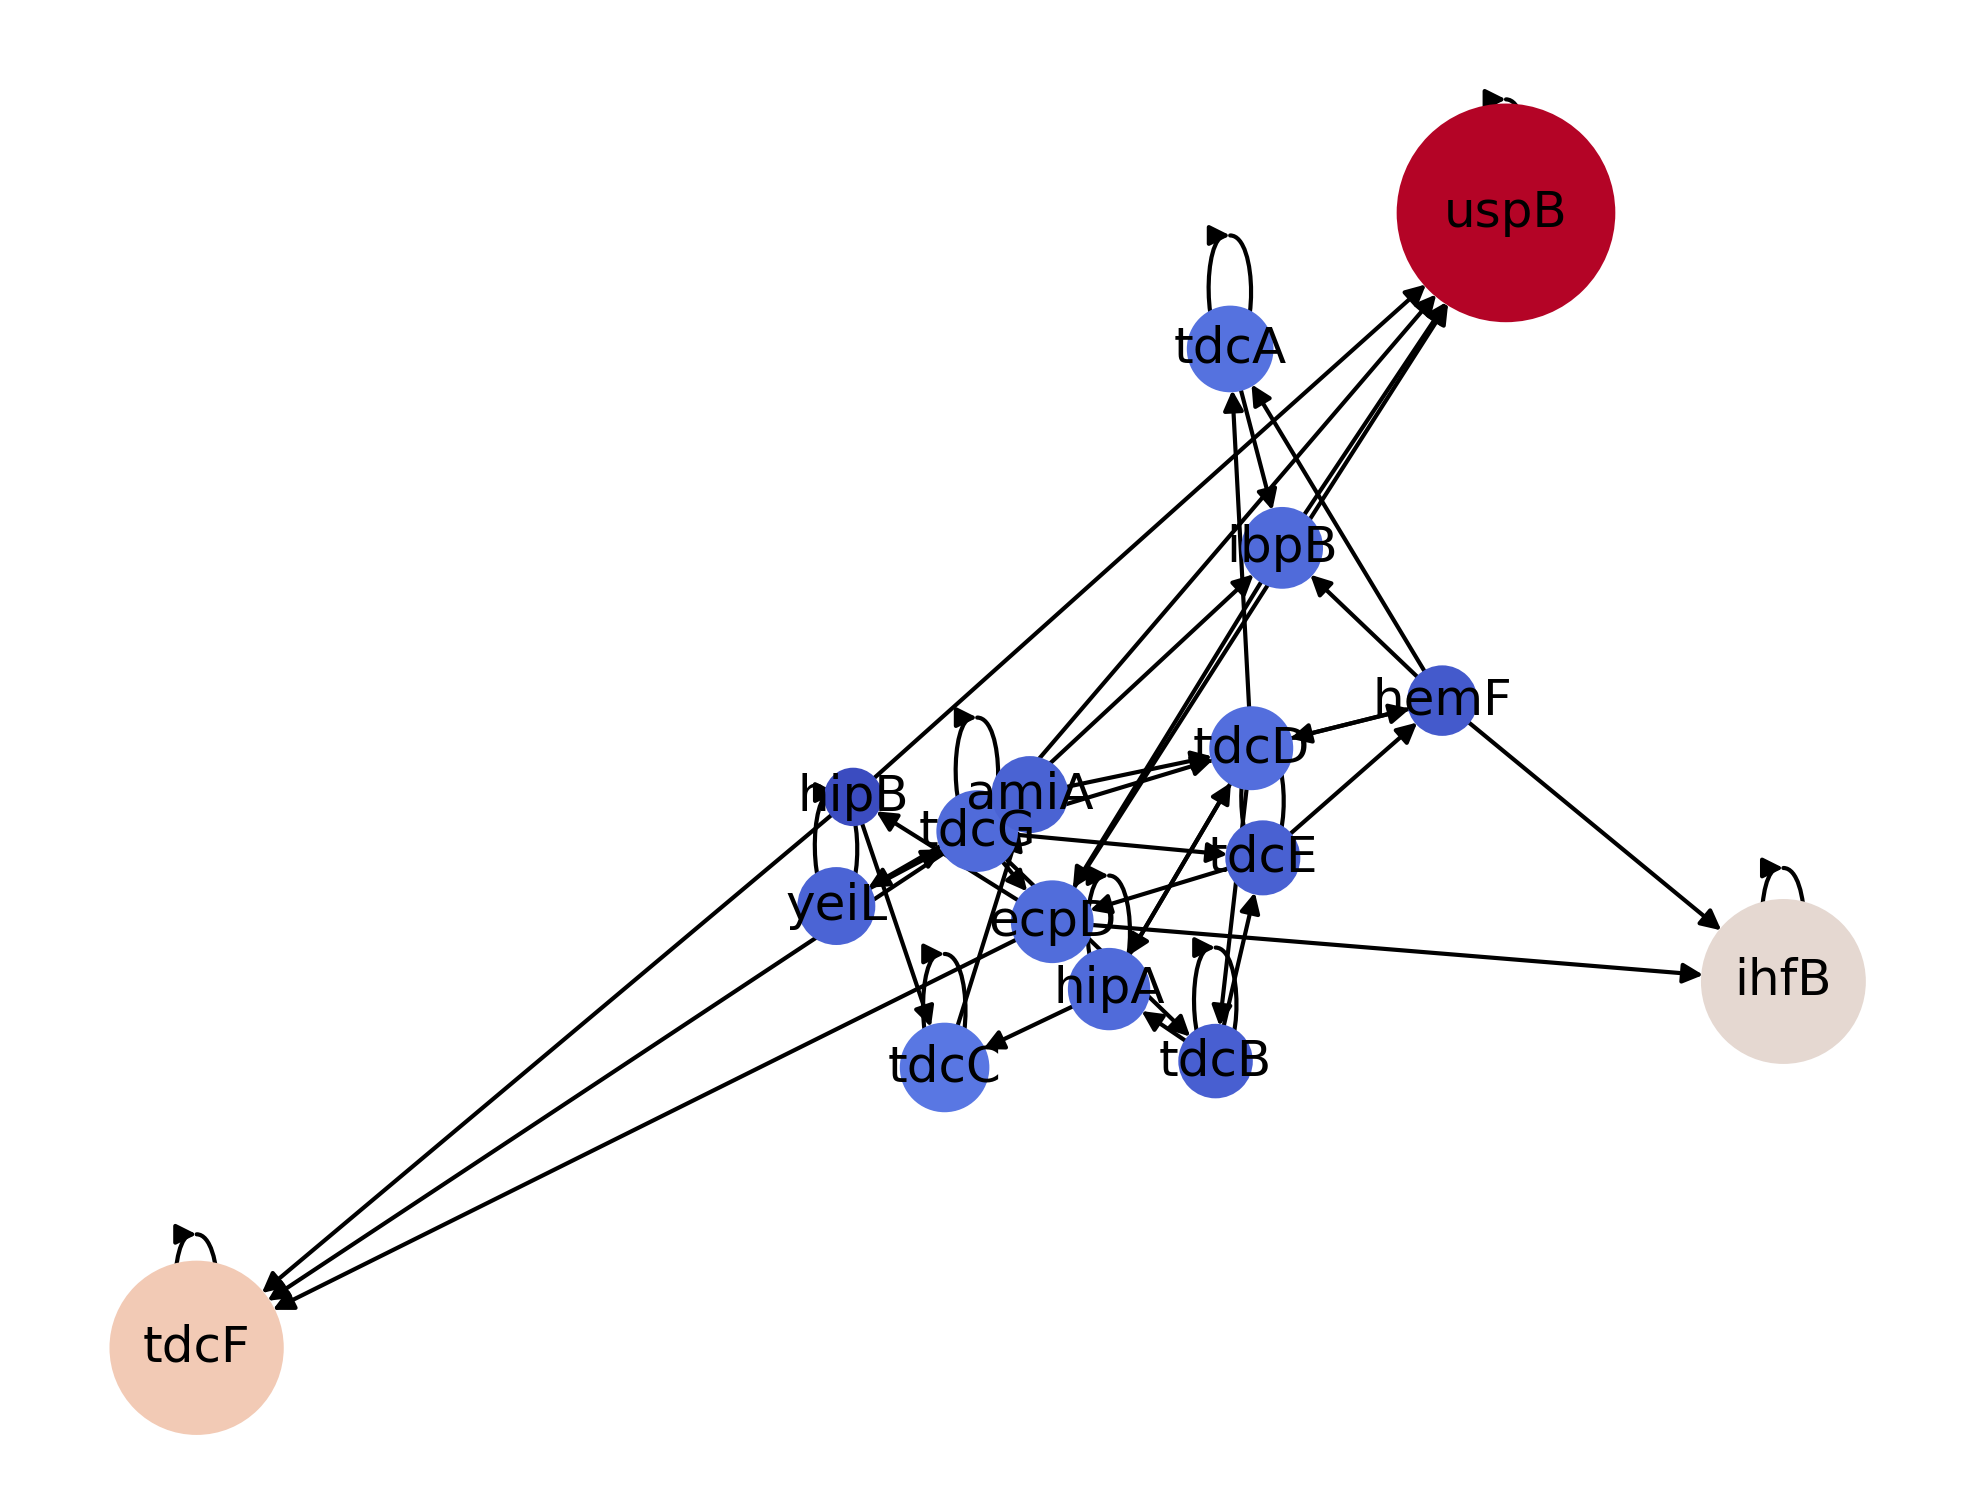 uspB
tdcA
ibpB
hemF
tdcD
amiA
hipB
tdcG
tdcE
yeiL
ecpD
ihfB
hipA
tdcB
tdcC
tdcF